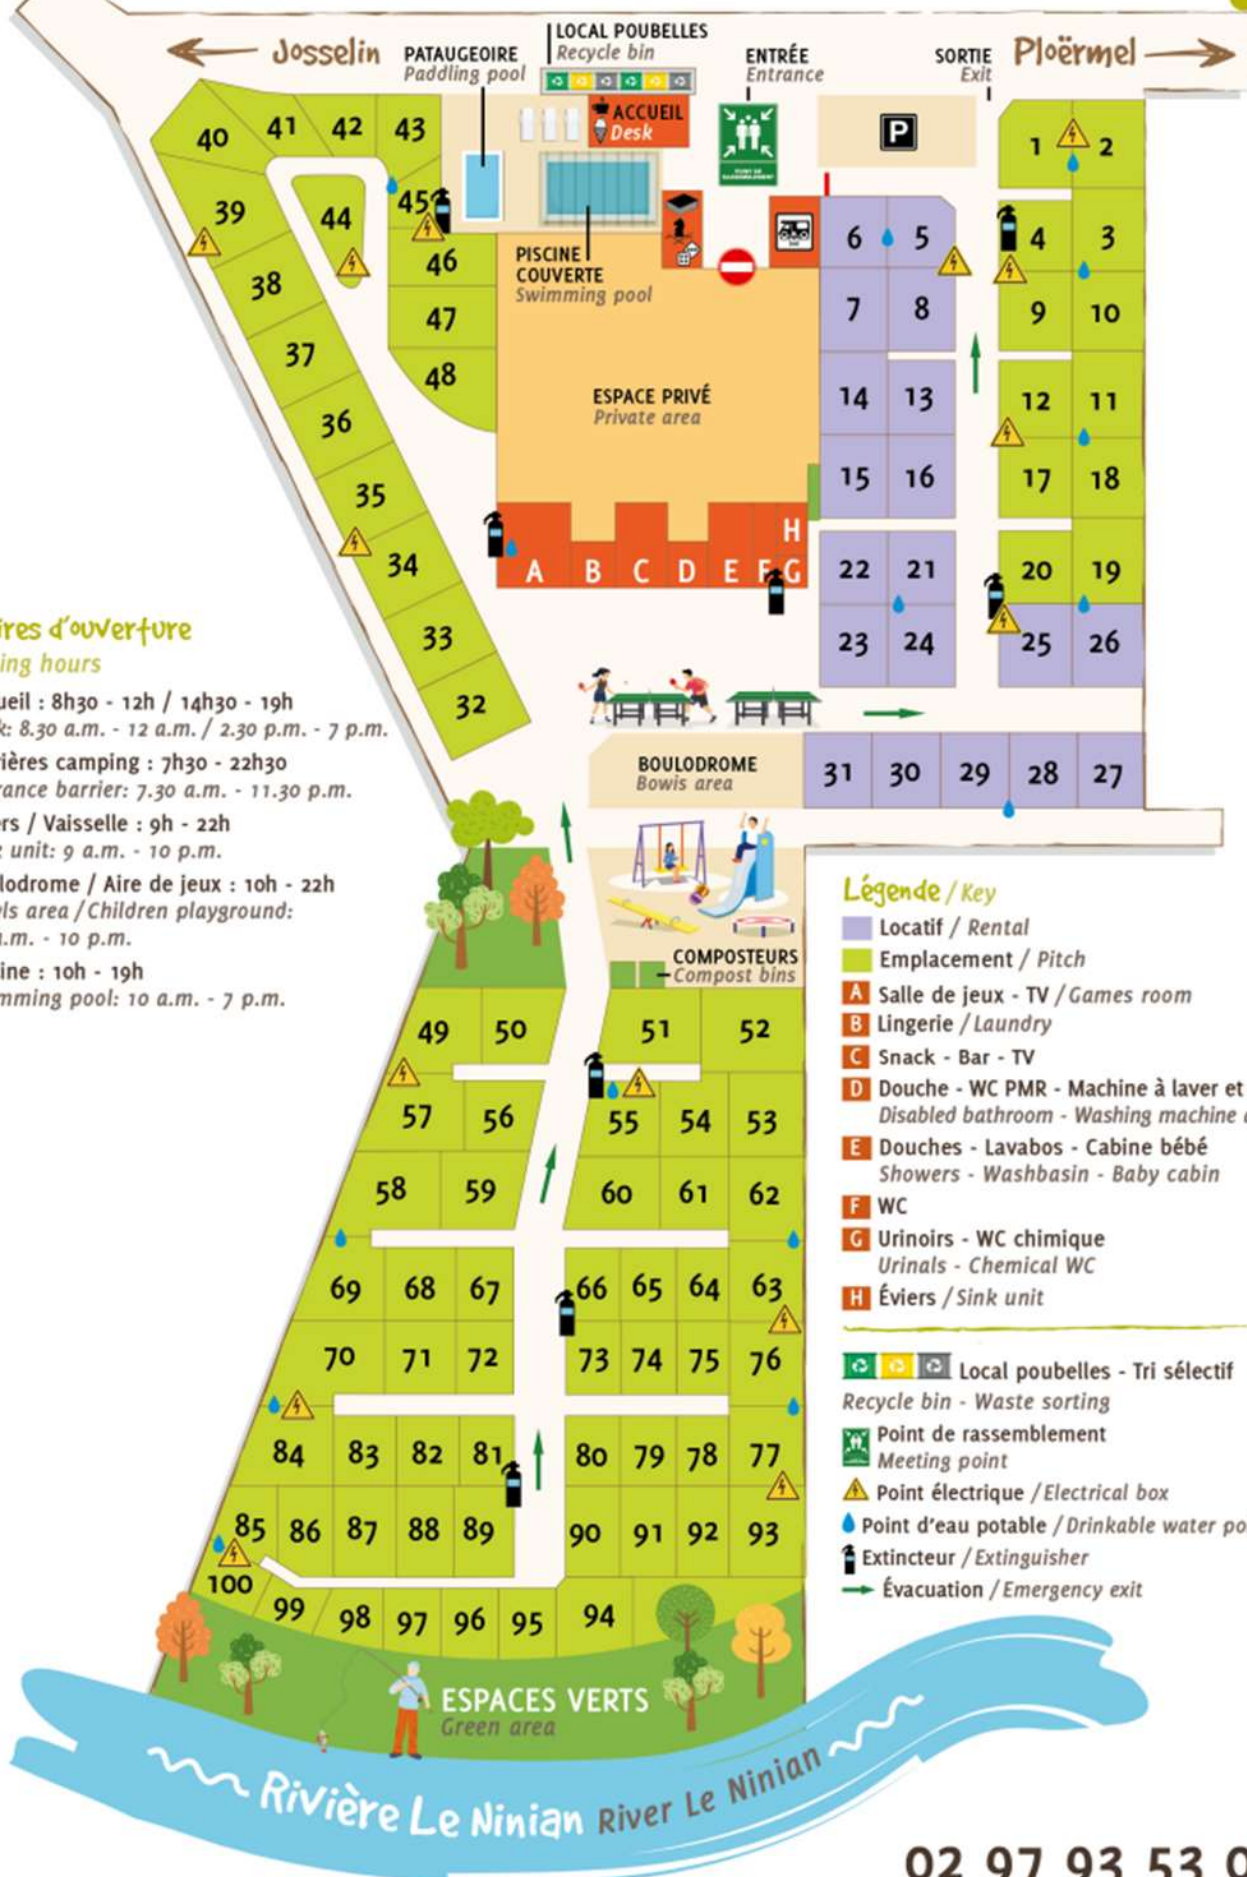 Josselin
PATAUGEOIRE
Paddling pool
LOCAL POUBELLES
Recycle bin
ENTRÉE
Entrance
SORTIE
Exit
Ploërmel
ACCUEIL
Desk
P
POINT DE
RASSEMBLEMENT
40 41 42 43
1 2
39 44 45
6 5 4 3
38 46
PISCINE
COUVERTE
Swimming pool
37 47
7 8 9 10
48
ESPACE PRIVÉ
Private area
36
14 13 12 11
35
15 16 17 18
H
34
A B C D E F G
22 21 20 19
33
23 24 25 26
32
ires d'ouverture
ing hours
ueil : 8h30 - 12h / 14h30 - 19h
k: 8.30 a.m. - 12 a.m. / 2.30 p.m. - 7 p.m.
ières camping : 7h30 - 22h30
rance barrier: 7.30 a.m. - 11.30 p.m.
ers / Vaisselle : 9h - 22h
unit: 9 a.m. - 10 p.m.
lodrome / Aire de jeux : 10h - 22h
ls area / Children playground:
a.m. - 10 p.m.
ine : 10h - 19h
mming pool: 10 a.m. - 7 p.m.
BOULODROME
Bowis area
31 30 29 28 27
COMPOSTEURS
Compost bins
49 50 51 52
57 56 55 54 53
58 59 60 61 62
69 68 67 66 65 64 63
70 71 72 73 74 75 76
84 83 82 81 80 79 78 77
85 86 87 88 89 90 91 92 93
100 99 98 97 96 95 94
Légende / Key
Locatif / Rental
Emplacement / Pitch
A Salle de jeux - TV / Games room
B Lingerie / Laundry
C Snack - Bar - TV
D Douche - WC PMR - Machine à laver et
Disabled bathroom - Washing machine
E Douches - Lavabos - Cabine bébé
Showers - Washbasin - Baby cabin
F WC
G Urinoirs - WC chimique
Urinals - Chemical WC
H Éviers / Sink unit
Local poubelles - Tri sélectif
Recycle bin - Waste sorting
Point de rassemblement
Meeting point
Point électrique / Electrical box
Point d'eau potable / Drinkable water po
Extincteur / Extinguisher
Évacuation / Emergency exit
ESPACES VERTS
Green area
Rivière Le Ninian River Le Ninian
02 97 93 53 0